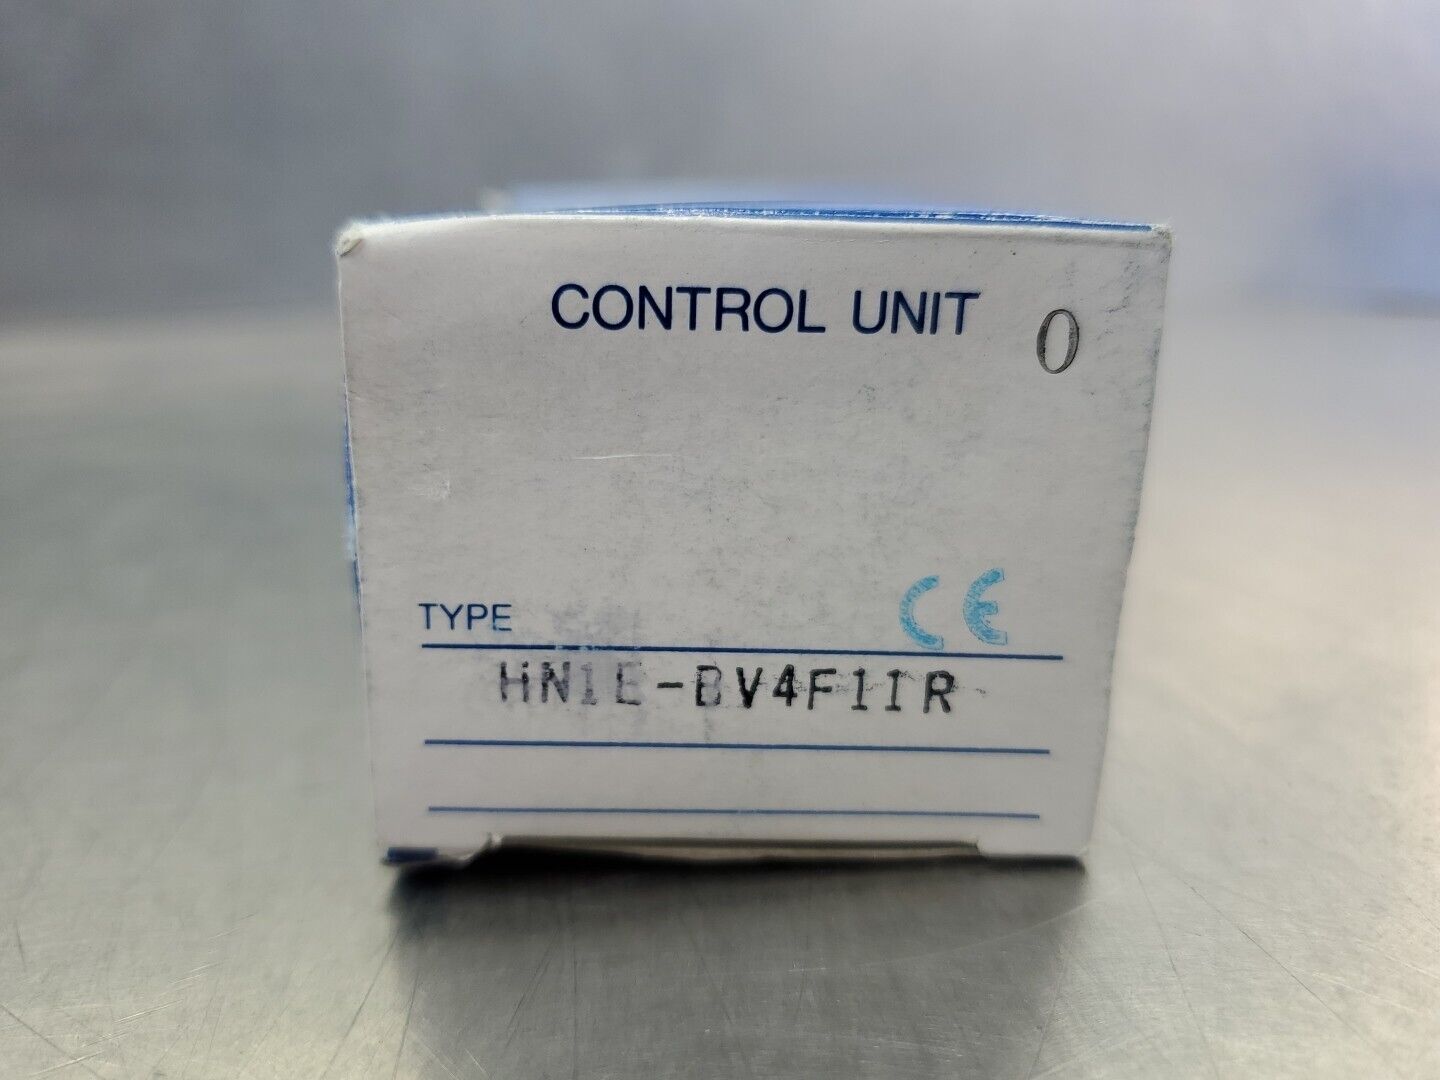 CONTROL UNIT
0
CE
TYPE
HN1E-BV4F11R